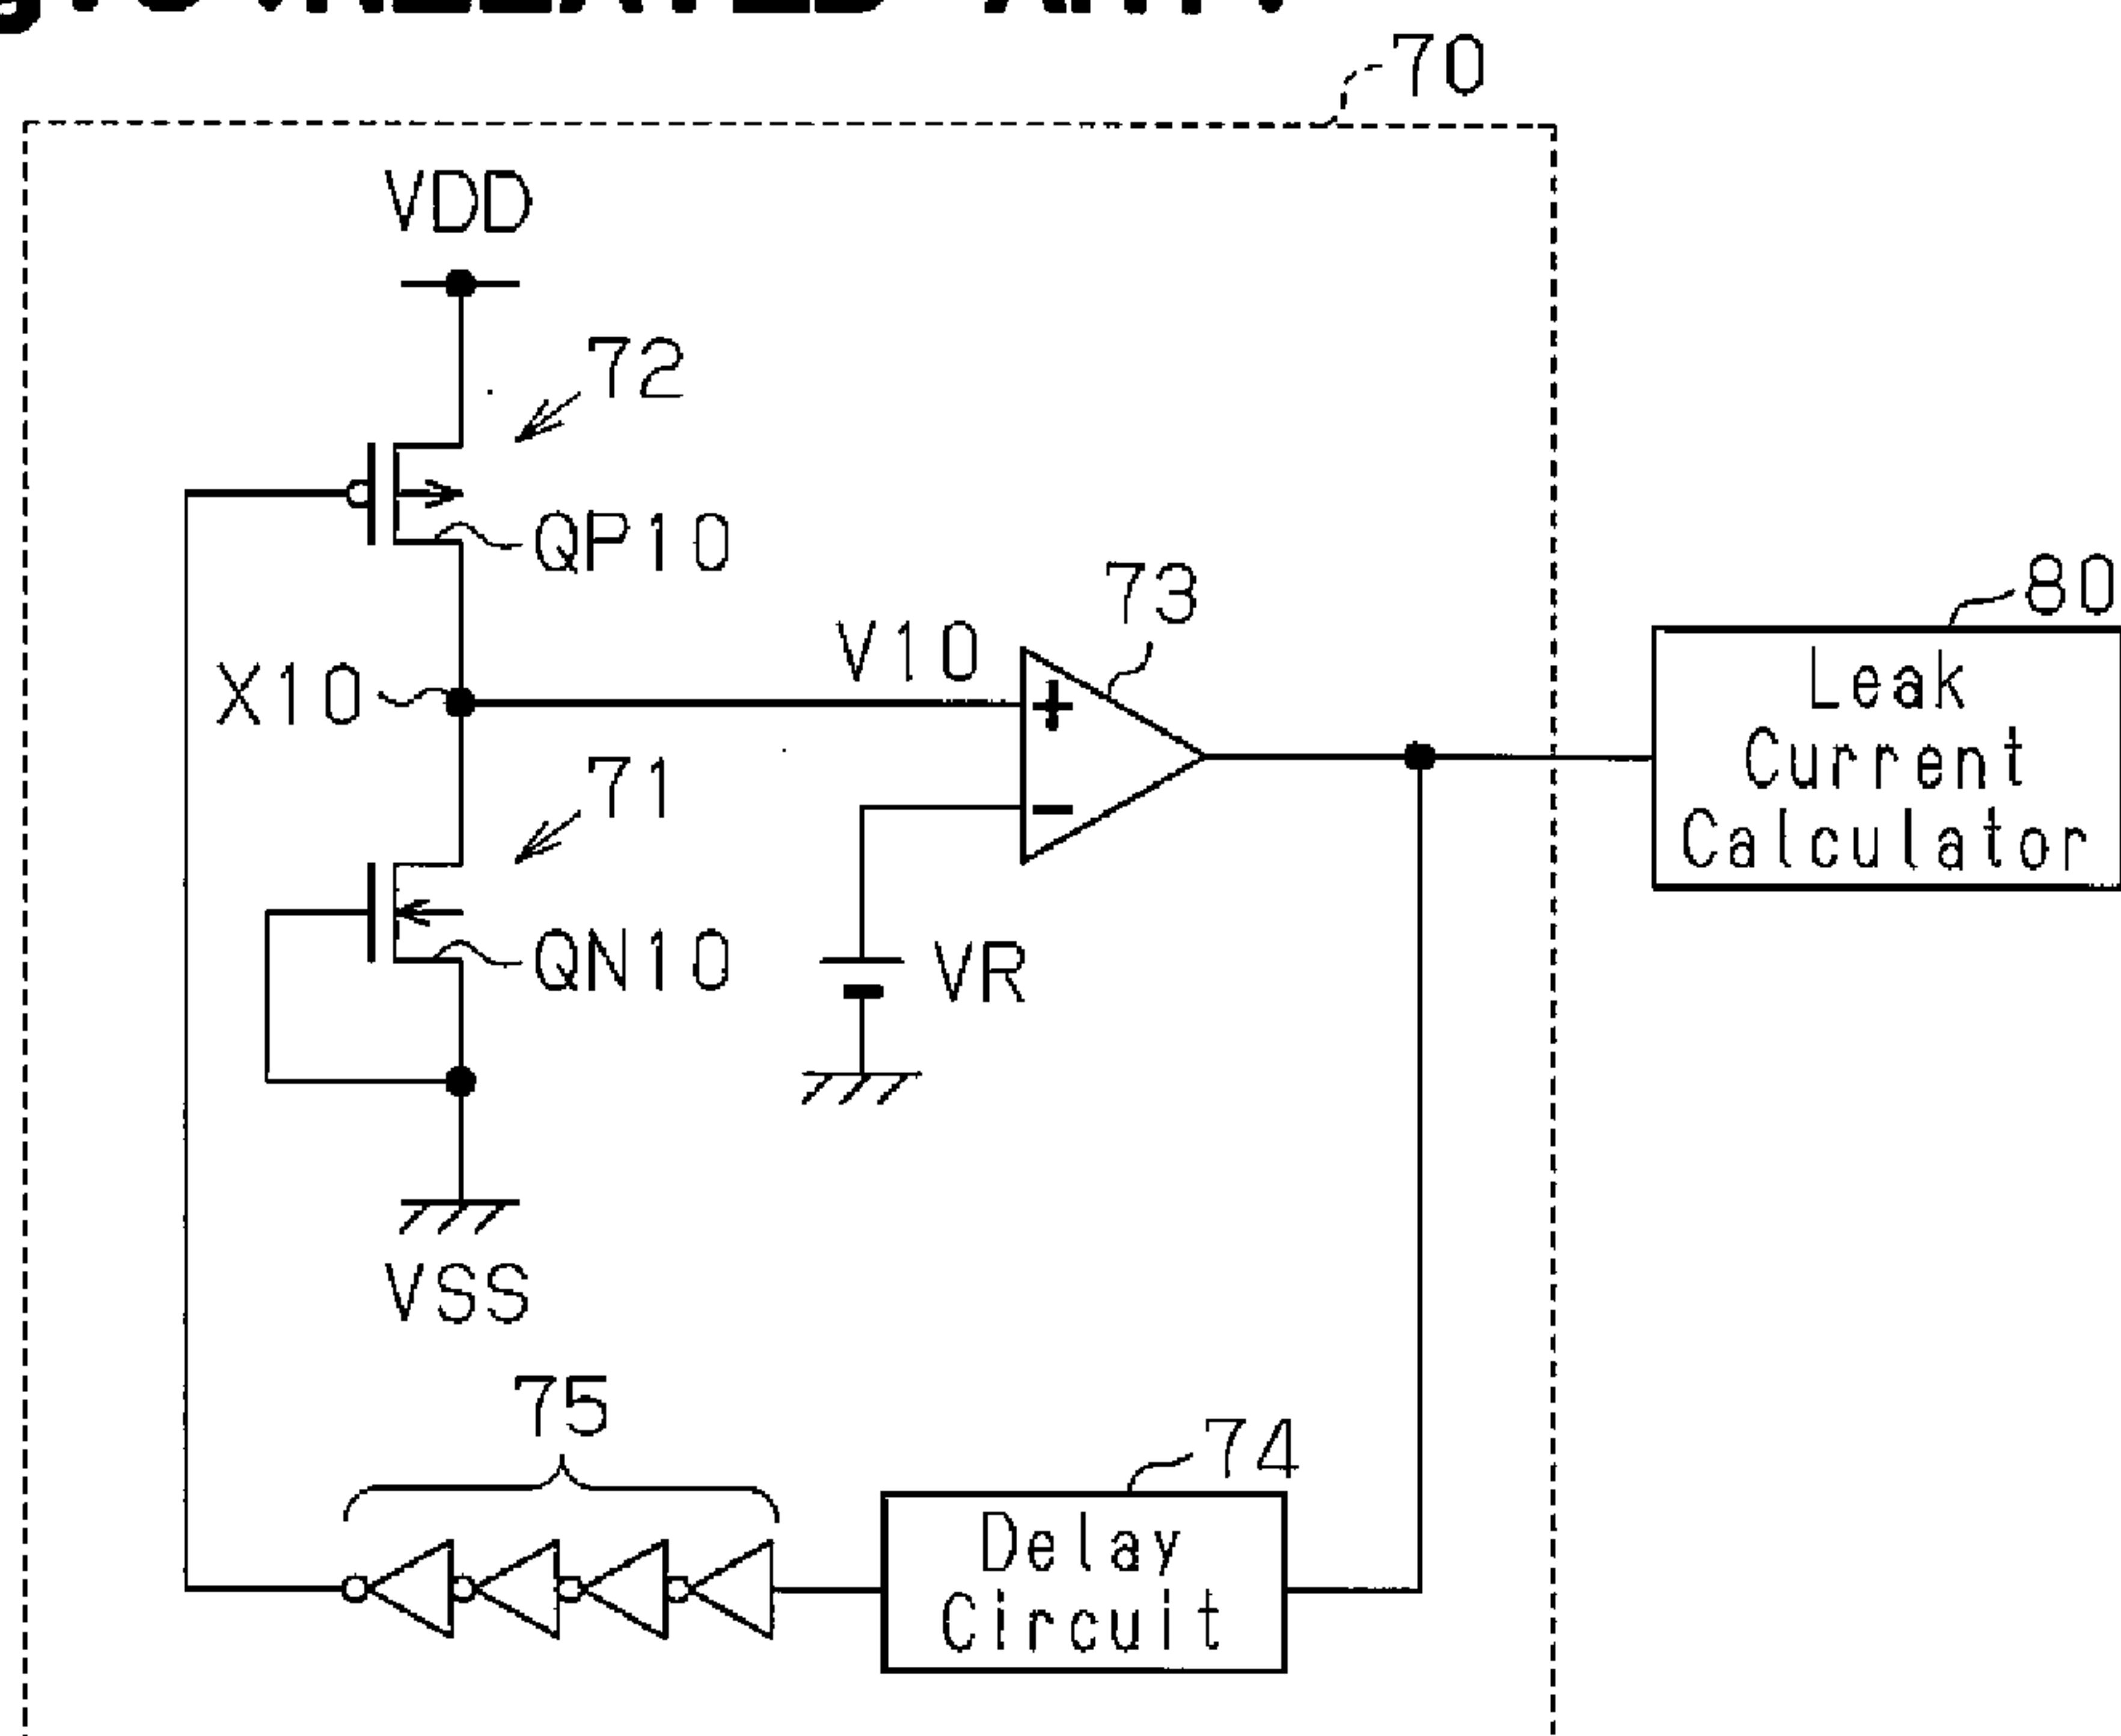 70
VDD
72
QP10
73
80
V10
X10
Leak
Current
Calculator
+
71
−
QN10
VR
VSS
75
74
Delay
Circuit